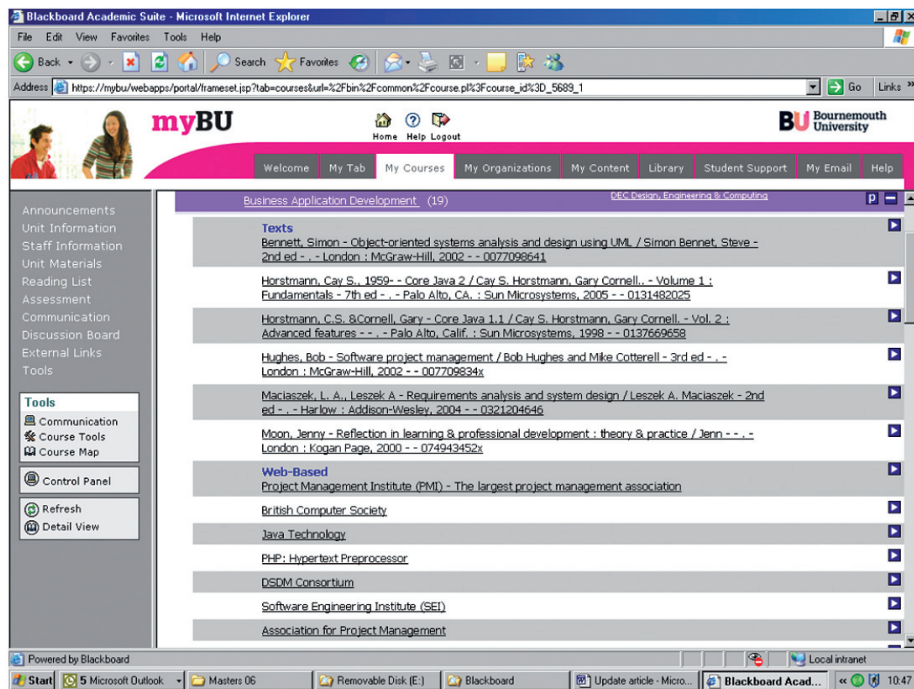 Blackboard Academic Suite - Microsoft Internet Explorer
File Edit View Favorites Tools Help
Back Search Favorites
Address https://mybu/webapps/portal/frameset.jsp?tab=courses&url=%2Fbin%2Fcommon%2Fcourse.pl%3Fcourse_id%3D_5689_1 Go Links »
myBU
Home Help Logout
BU Bournemouth University
Welcome My Tab My Courses My Organizations My Content Library Student Support My Email Help
Announcements
Unit Information
Staff Information
Unit Materials
Reading List
Assessment
Communication
Discussion Board
External Links
Tools
Tools
Communication
Course Tools
Course Map
Control Panel
Refresh
Detail View
Business Application Development (19) DEC Design, Engineering & Computing p
Texts
Bennett, Simon - Object-oriented systems analysis and design using UML / Simon Bennet, Steve -
2nd ed - , - London : McGraw-Hill, 2002 - - 0077098641
Horstmann, Cay S., 1959- - Core Java 2 / Cay S. Horstmann, Gary Cornell.. - Volume 1 :
Fundamentals - 7th ed - , - Palo Alto, CA. : Sun Microsystems, 2005 - - 0131482025
Horstmann, C.S. &Cornell, Gary - Core Java 1.1 / Cay S. Horstmann, Gary Cornell. - Vol. 2 :
Advanced features - - , - Palo Alto, Calif. : Sun Microsystems, 1998 - - 0137669658
Hughes, Bob - Software project management / Bob Hughes and Mike Cotterell - 3rd ed - , -
London : McGraw-Hill, 2002 - - 007709834x
Maciaszek, L. A., Leszek A - Requirements analysis and system design / Leszek A. Maciaszek - 2nd
ed - , - Harlow : Addison-Wesley, 2004 - - 0321204646
Moon, Jenny - Reflection in learning & professional development : theory & practice / Jenn - - , -
London : Kogan Page, 2000 - - 074943452x
Web-Based
Project Management Institute (PMI) - The largest project management association
British Computer Society
Java Technology
PHP: Hypertext Preprocessor
DSDM Consortium
Software Engineering Institute (SEI)
Association for Project Management
Powered by Blackboard Local intranet
Start 5 Microsoft Outlook Masters 06 Removable Disk (E:) Blackboard Update article - Micro... Blackboard Acad... « 10:47